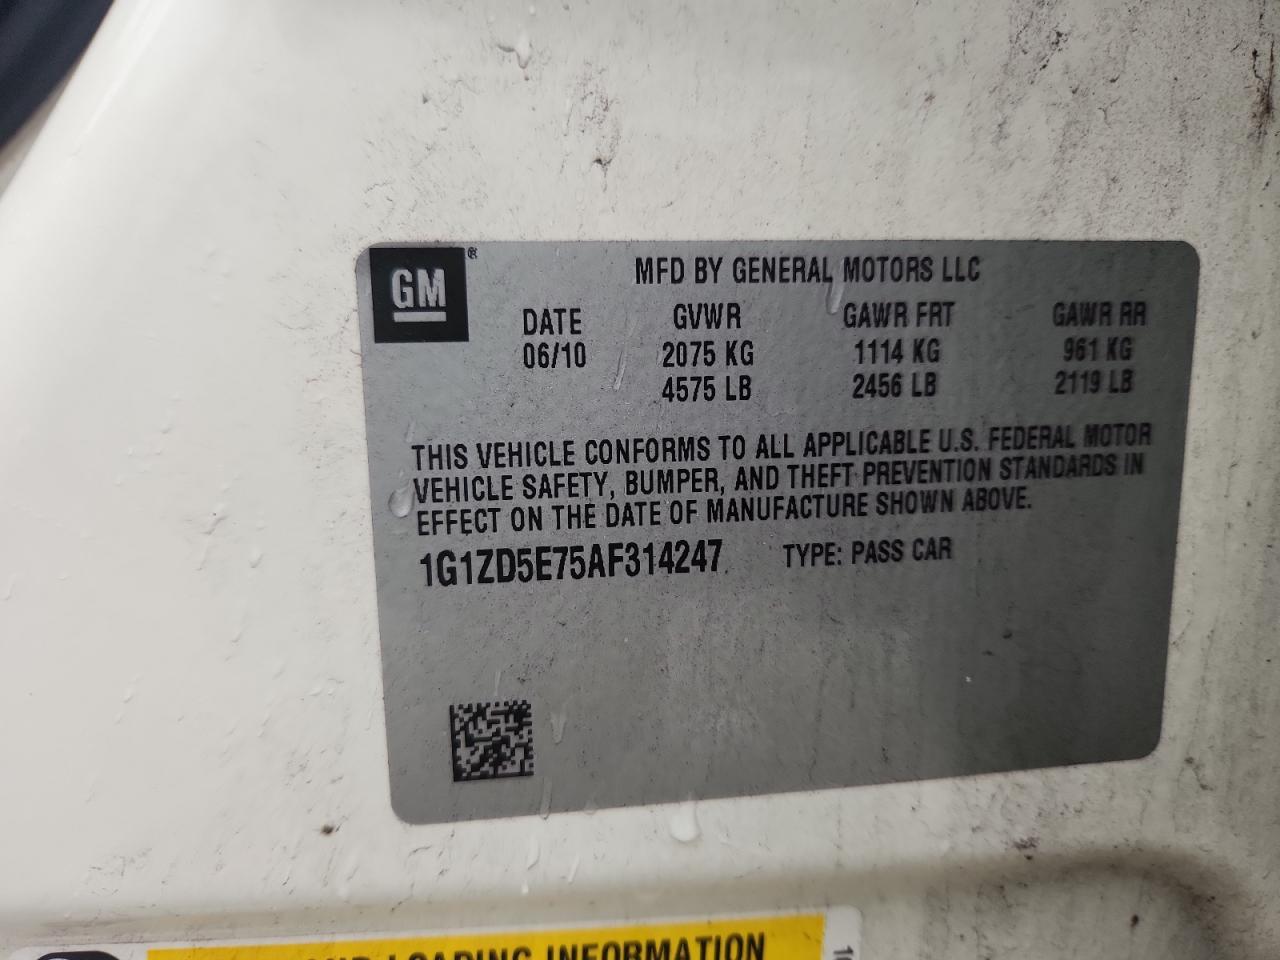 GM®
MFD BY GENERAL MOTORS LLC
DATE GVWR GAWR FRT GAWR RR
06/10 2075 KG 1114 KG 961 KG
4575 LB 2456 LB 2119 LB
THIS VEHICLE CONFORMS TO ALL APPLICABLE U.S. FEDERAL MOTOR
VEHICLE SAFETY, BUMPER, AND THEFT PREVENTION STANDARDS IN
EFFECT ON THE DATE OF MANUFACTURE SHOWN ABOVE.
1G1ZD5E75AF314247 TYPE: PASS CAR
AND LOADING INFORMATION